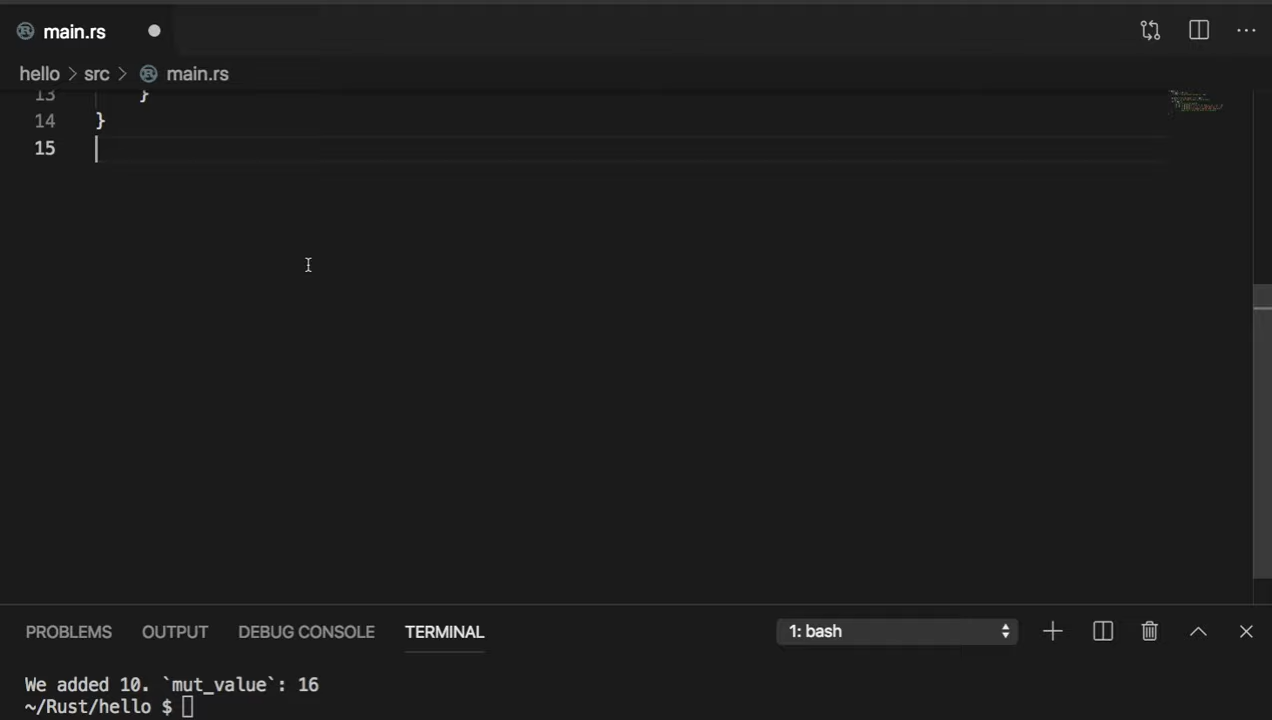 main.rs
hello > src > main.rs
13 }
14 }
15
PROBLEMS OUTPUT DEBUG CONSOLE TERMINAL 1: bash
We added 10. `mut_value`: 16
~/Rust/hello $